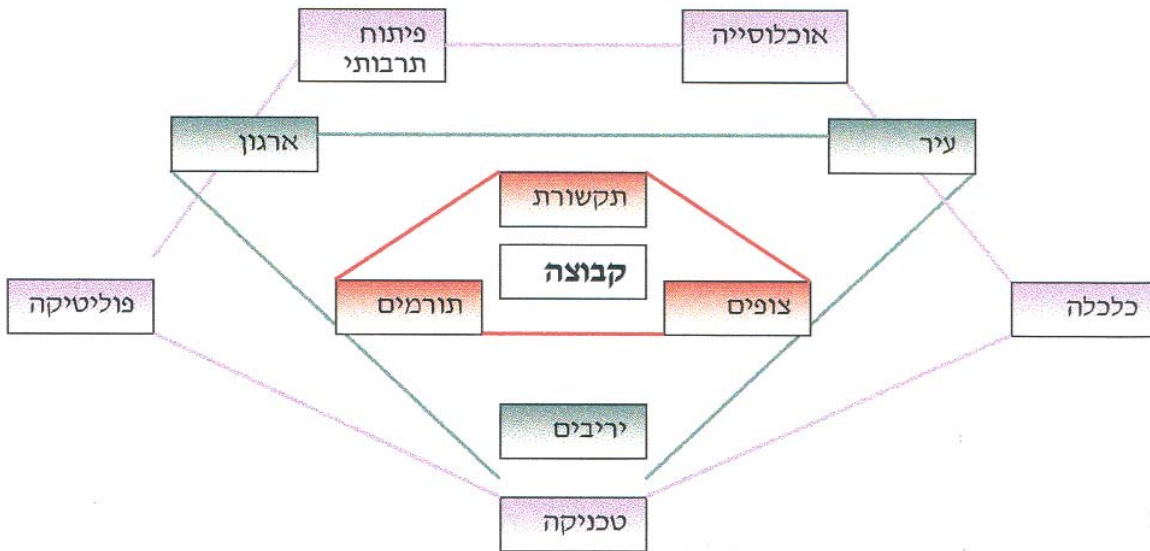 אוכלוסייה
פיתוח
תרבותי
עיר
ארגון
תקשורת
קבוצה
כלכלה
צופים
תורמים
פוליטיקה
יריבים
טכניקה